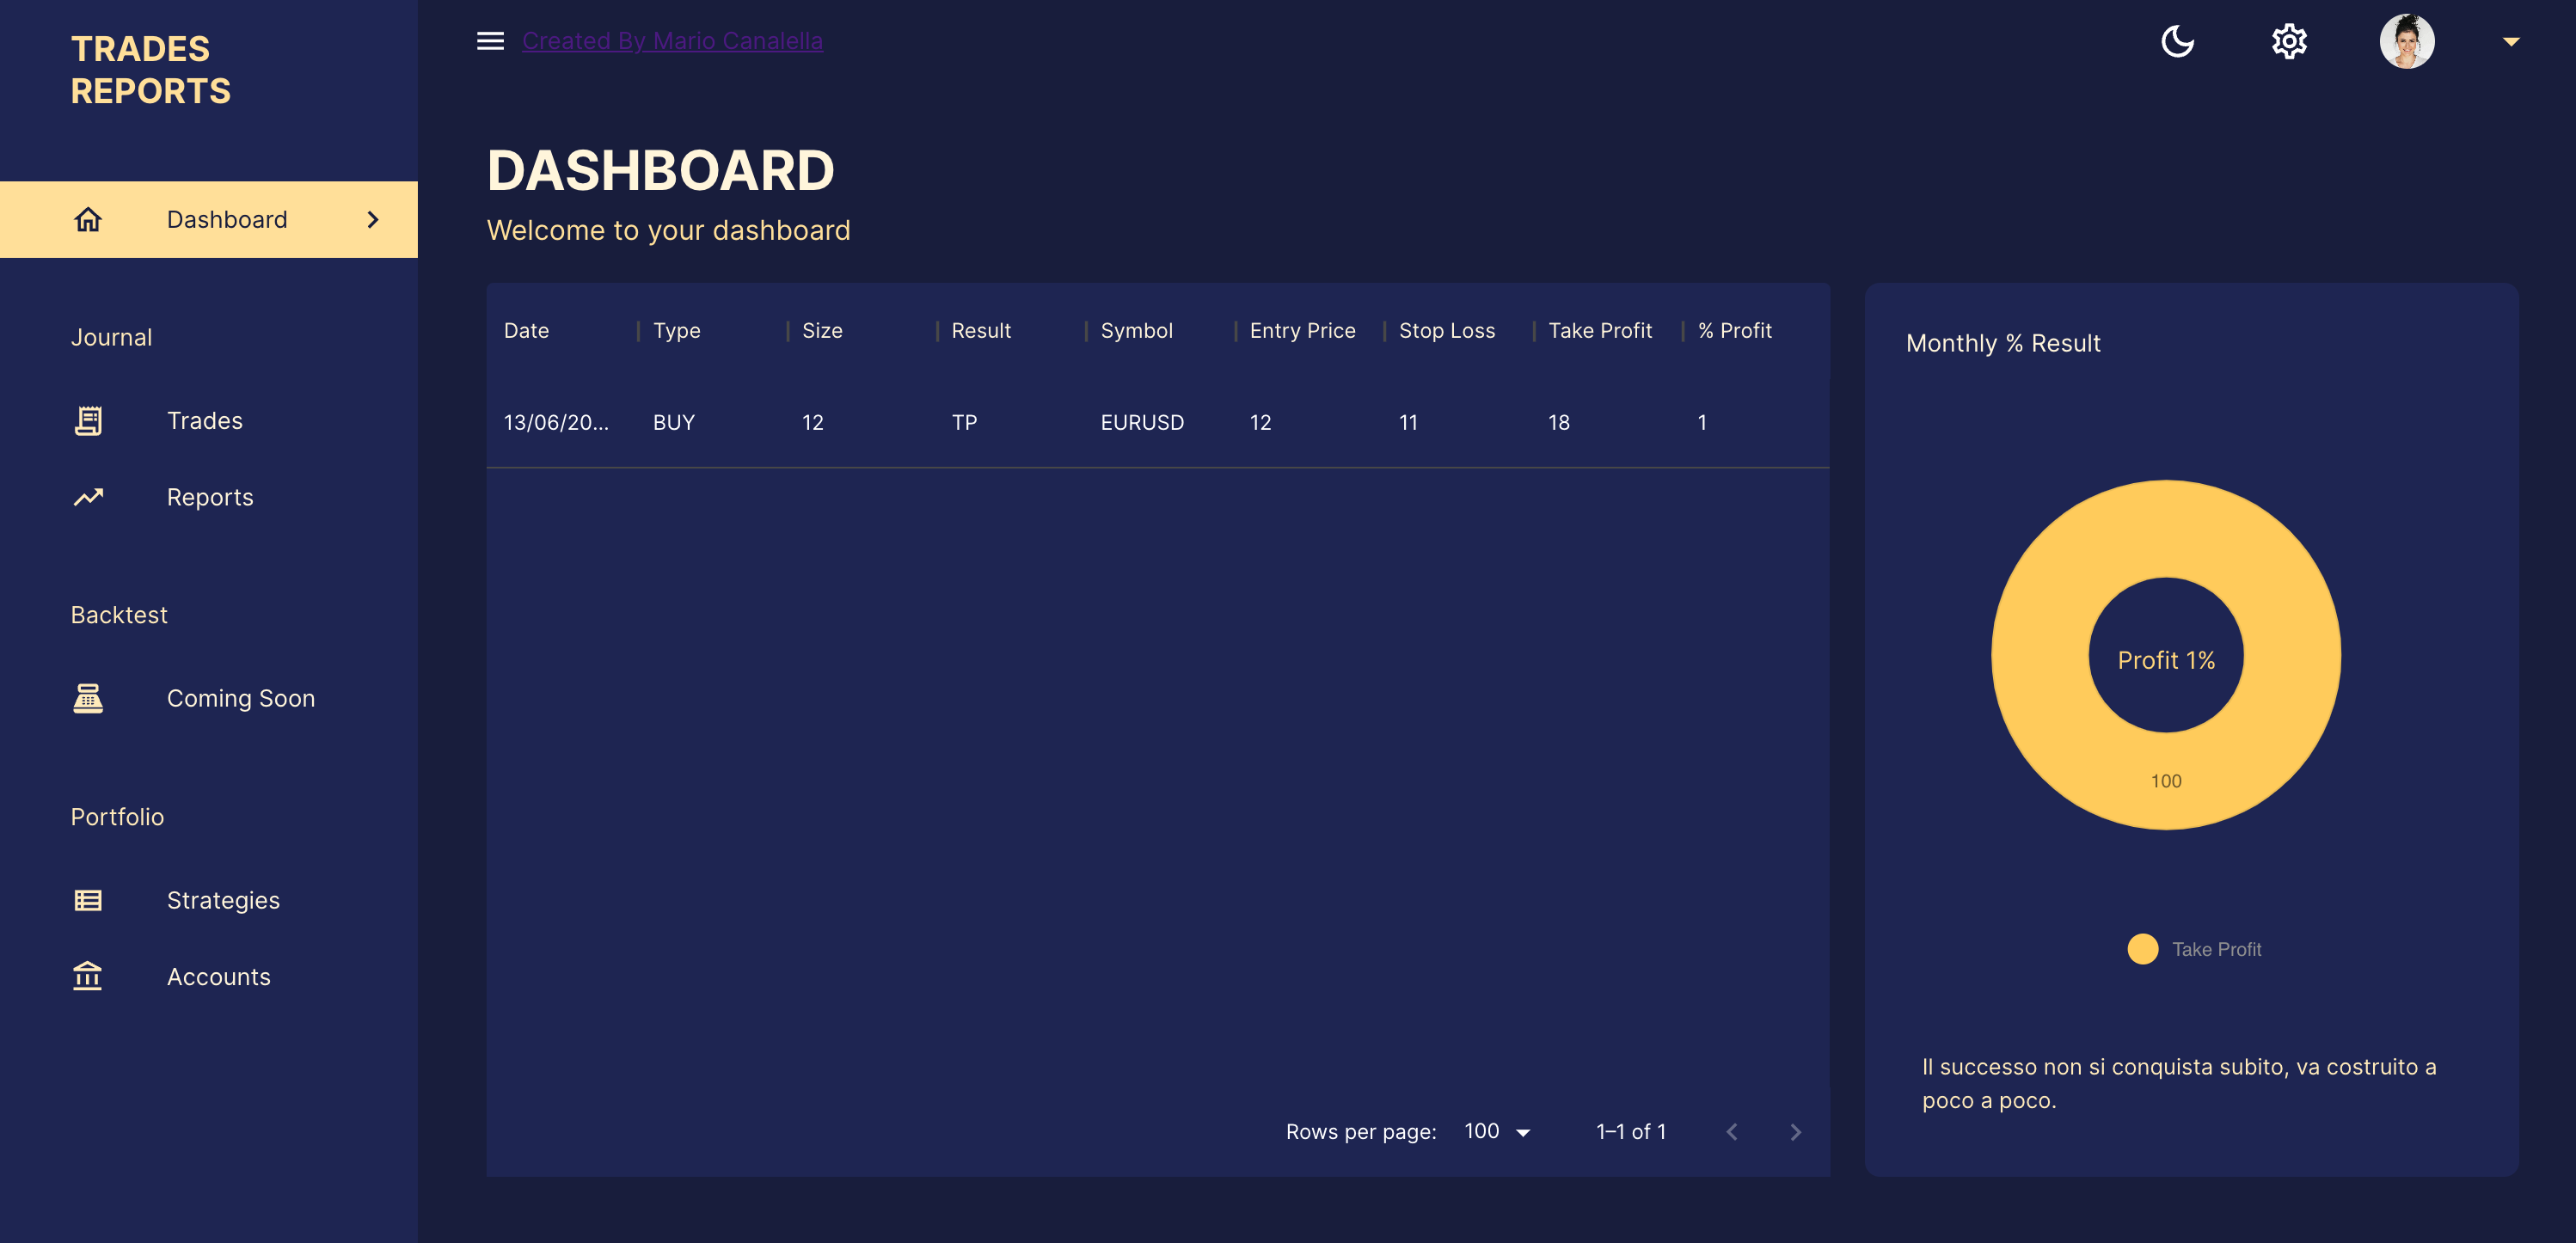 TRADES
REPORTS
Created By Mario Canalella
Dashboard
Journal
Trades
Reports
Backtest
Coming Soon
Portfolio
Strategies
Accounts
DASHBOARD
Welcome to your dashboard
Date Type Size Result Symbol Entry Price Stop Loss Take Profit % Profit
13/06/20... BUY 12 TP EURUSD 12 11 18 1
Rows per page: 100 1–1 of 1
Monthly % Result
Profit 1%
100
Take Profit
Il successo non si conquista subito, va costruito a
poco a poco.